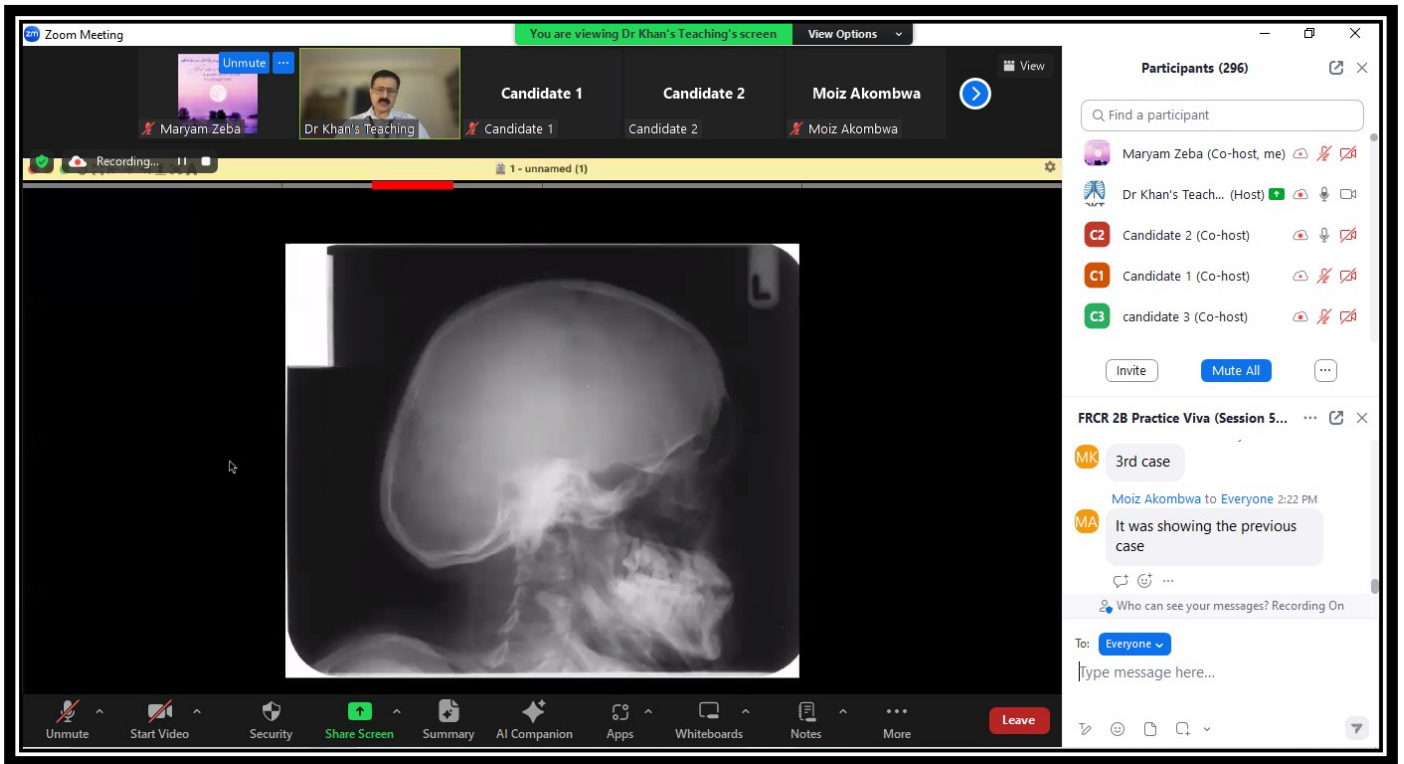 zm Zoom Meeting
You are viewing Dr Khan's Teaching's screen
View Options
Unmute
Maryam Zeba
Dr Khan's Teaching
Candidate 1
Candidate 1
Candidate 2
Candidate 2
Moiz Akombwa
Moiz Akombwa
View
Recording...
1 - unnamed (1)
L
Participants (296)
Find a participant
Maryam Zeba (Co-host, me)
Dr Khan's Teach... (Host)
C2 Candidate 2 (Co-host)
C1 Candidate 1 (Co-host)
C3 candidate 3 (Co-host)
Invite
Mute All
FRCR 2B Practice Viva (Session 5...
MK
3rd case
Moiz Akombwa to Everyone 2:22 PM
MA
It was showing the previous
case
Who can see your messages? Recording On
To: Everyone
Type message here...
Unmute
Start Video
Security
Share Screen
Summary
AI Companion
Apps
Whiteboards
Notes
More
Leave